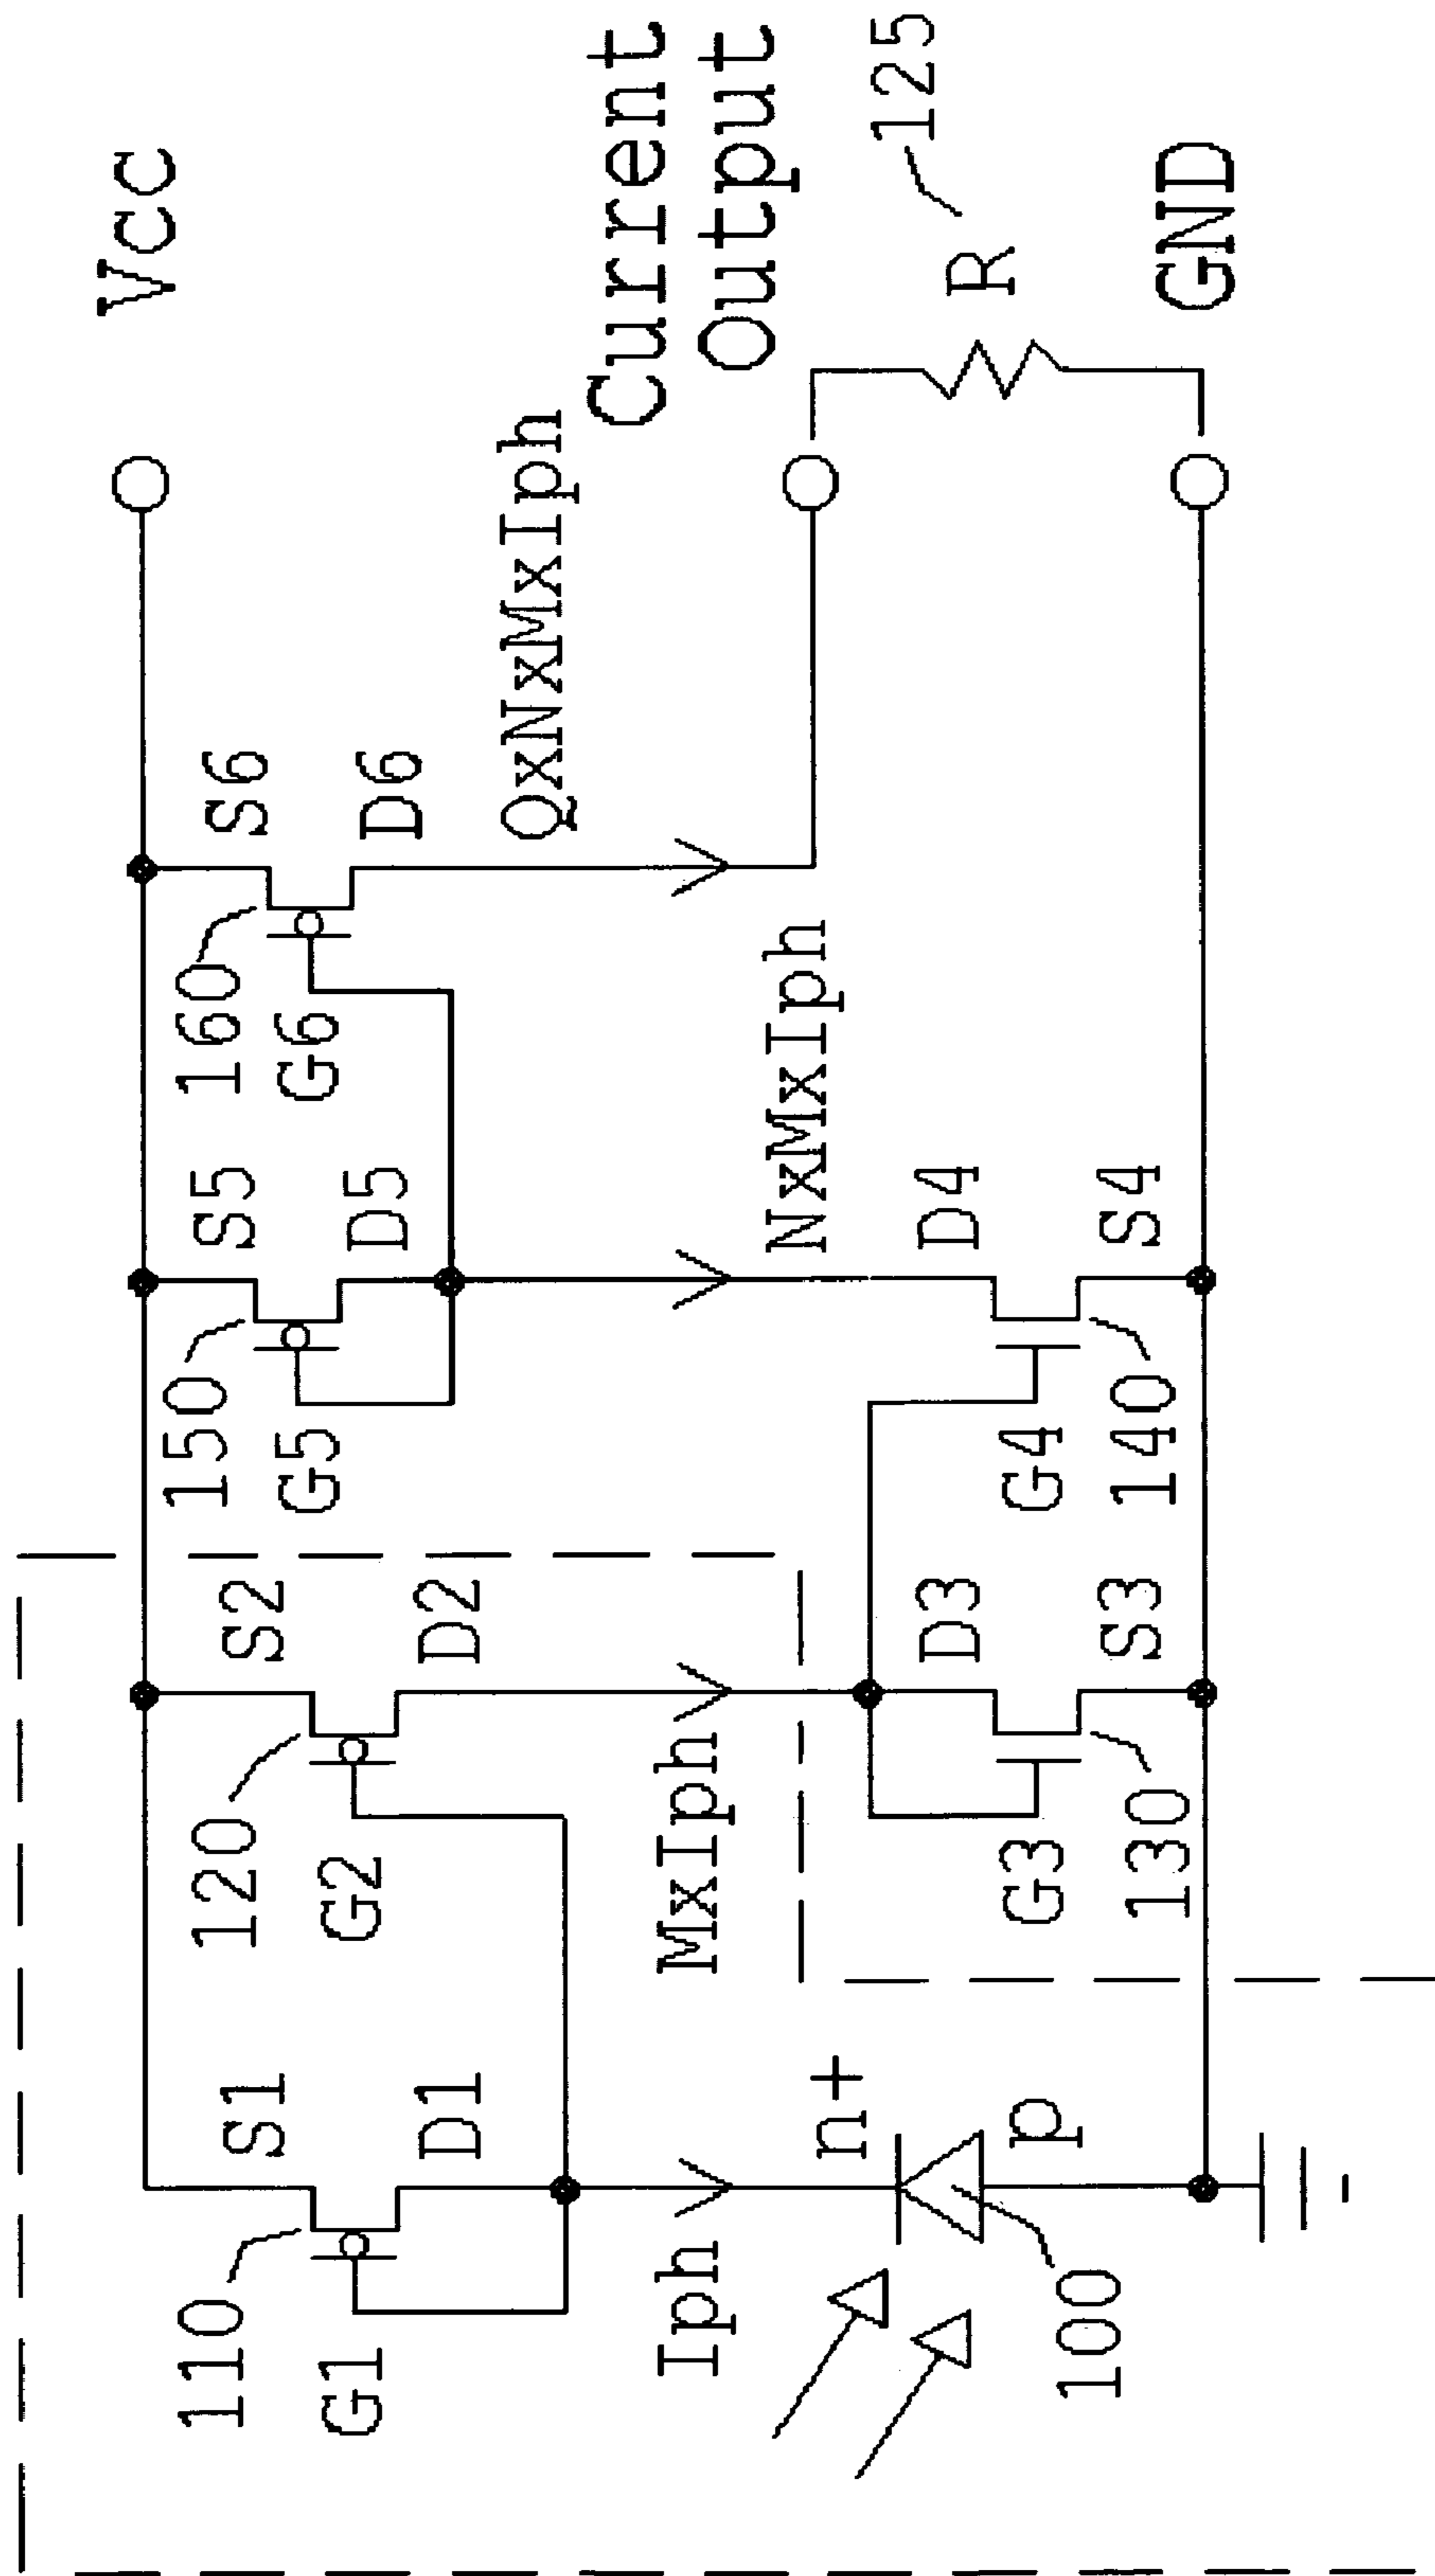 Vcc
S1
S2
S5
S6
110
120
150
160
G1
D1
G2
D2
G5
D5
G6
D6
QxNxMxIph
Current
Output
Iph
MxIph
NxMxIph
n+
D3
D4
R
125
p
100
G3
S3
130
G4
S4
140
GND